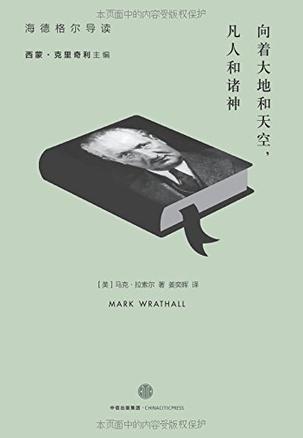 本页面中的内容受版权保护
海德格尔导读
西蒙·克里奇利主编
向着大地和天空，
凡人和诸神
[美]马克·拉索尔 著 姜奕晖 译
MARK WRATHALL
中信出版集团·CHINACITICPRESS
本页面中的内容受版权保护